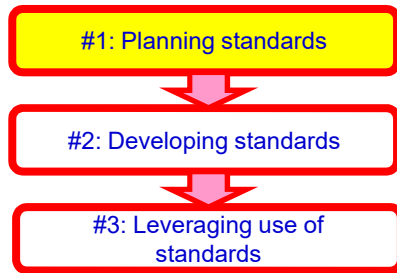 #1: Planning standards
#2: Developing standards
#3: Leveraging use of
standards